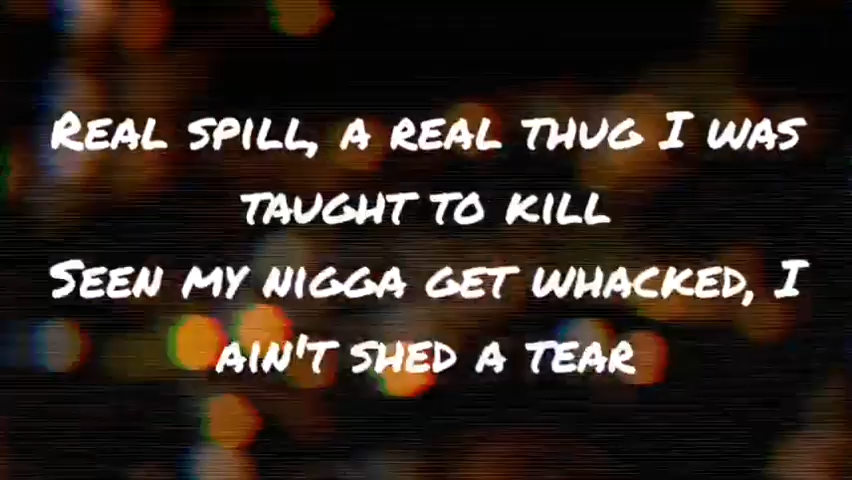 Real spill, a real thug I was
taught to kill
Seen my nigga get whacked, I
ain't shed a tear